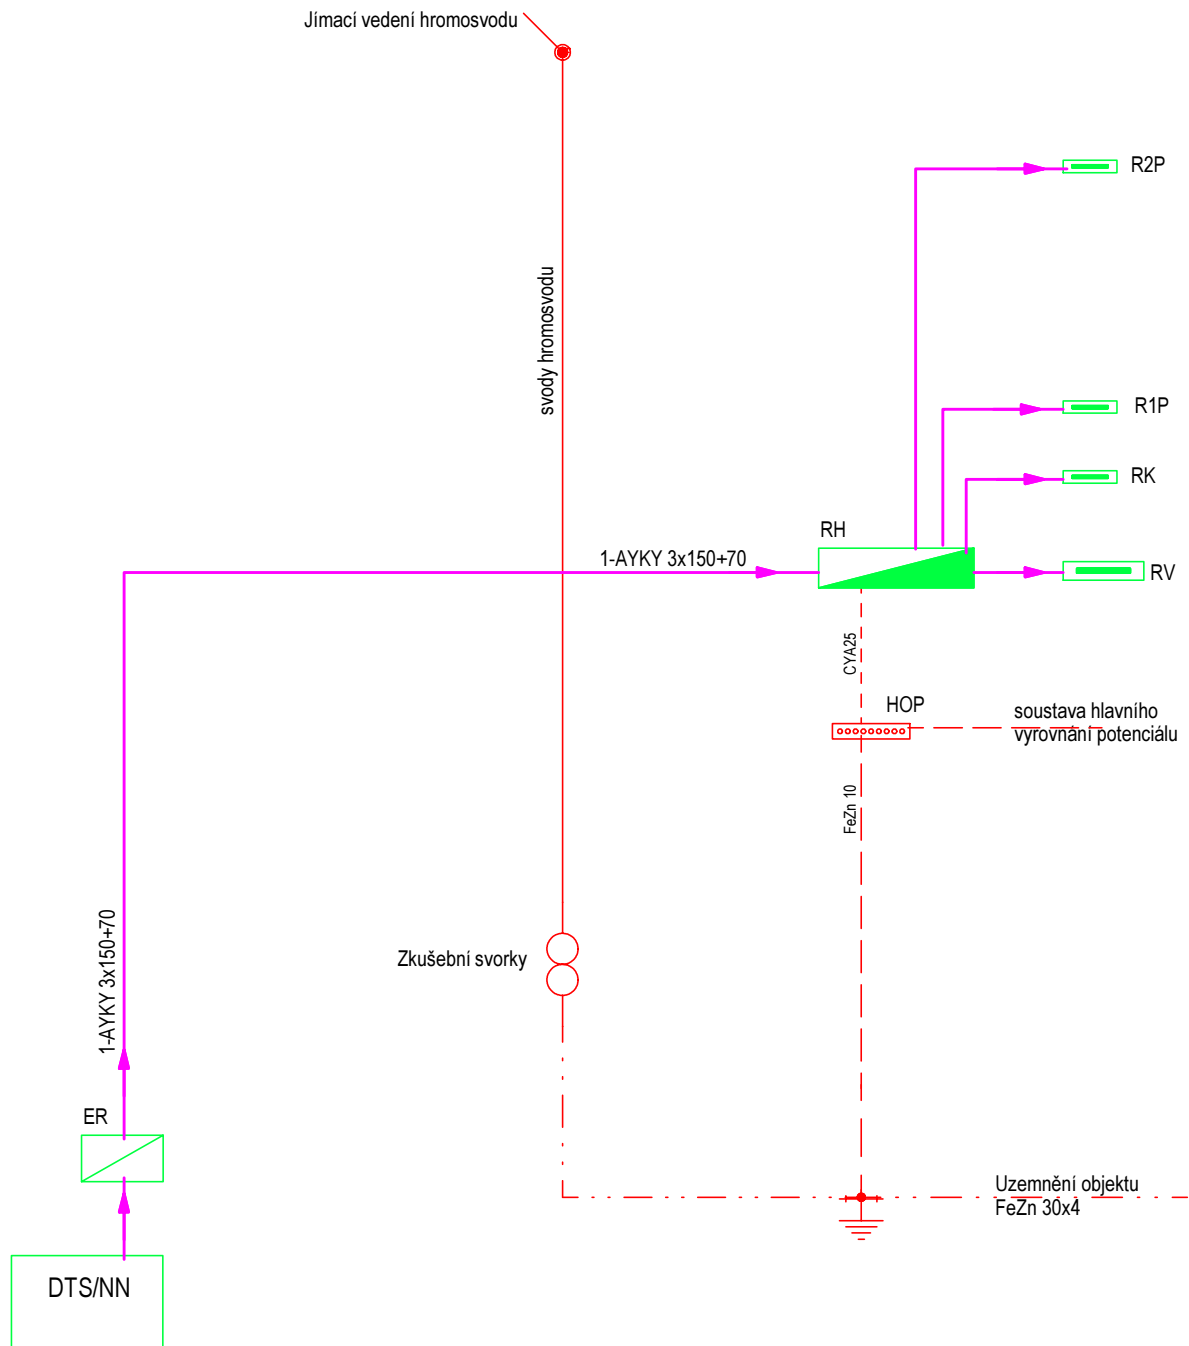 Jímací vedení hromosvodu
R2P
svody hromosvodu
R1P
RK
RH
1-AYKY 3x150+70
RV
CYA25
HOP
soustava hlavního
vyrovnání potenciálu
FeZn 10
1-AYKY 3x150+70
Zkušební svorky
ER
Uzemnění objektu
FeZn 30x4
DTS/NN